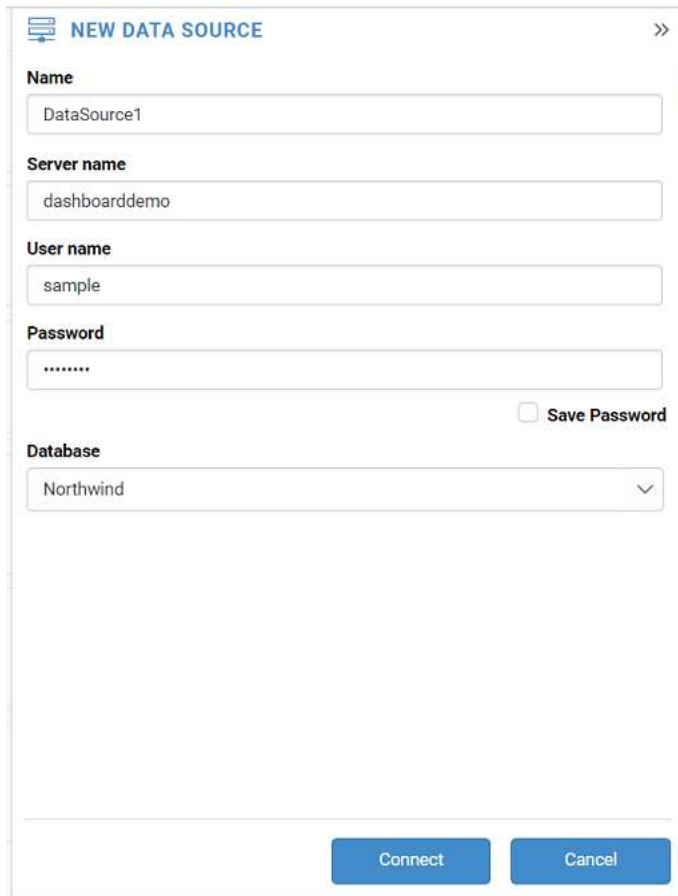 NEW DATA SOURCE
Name
DataSource1
Server name
dashboarddemo
User name
sample
Password
••••••••
Save Password
Database
Northwind
Connect Cancel